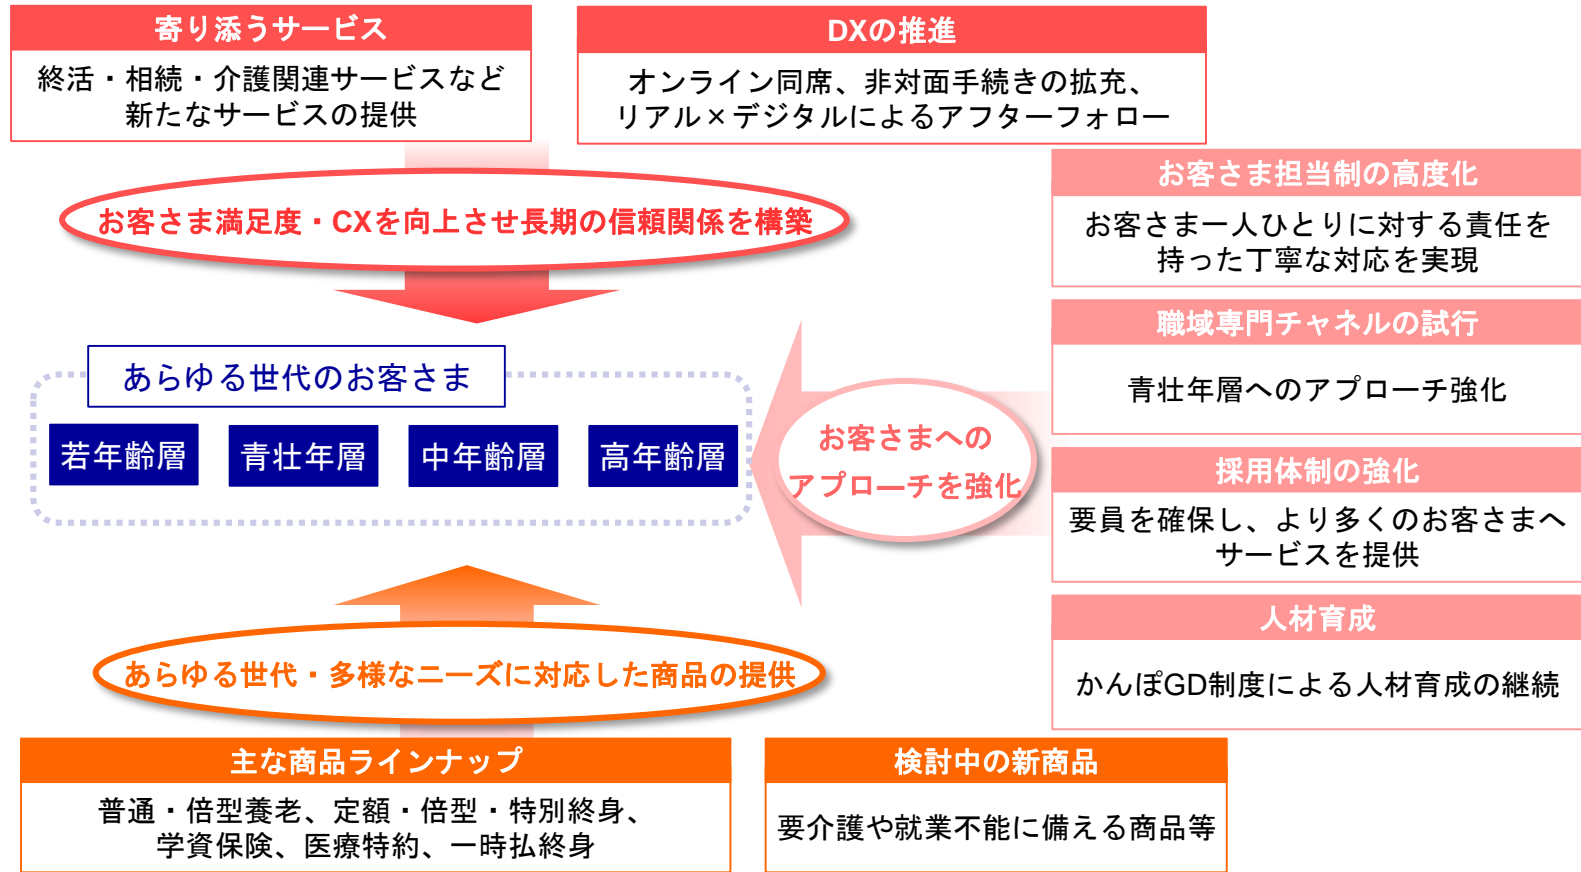 寄り添うサービス
終活・相続・介護関連サービスなど
新たなサービスの提供
DXの推進
オンライン同席、非対面手続きの拡充、
リアル×デジタルによるアフターフォロー
お客さま満足度・CXを向上させ長期の信頼関係を構築
お客さま担当制の高度化
お客さま一人ひとりに対する責任を
持った丁寧な対応を実現
職域専門チャネルの試行
青壮年層へのアプローチ強化
採用体制の強化
要員を確保し、より多くのお客さまへ
サービスを提供
人材育成
かんぽGD制度による人材育成の継続
お客さまへの
アプローチを強化
あらゆる世代のお客さま
若年齢層
青壮年層
中年齢層
高年齢層
あらゆる世代・多様なニーズに対応した商品の提供
主な商品ラインナップ
普通・倍型養老、定額・倍型・特別終身、
学資保険、医療特約、一時払終身
検討中の新商品
要介護や就業不能に備える商品等